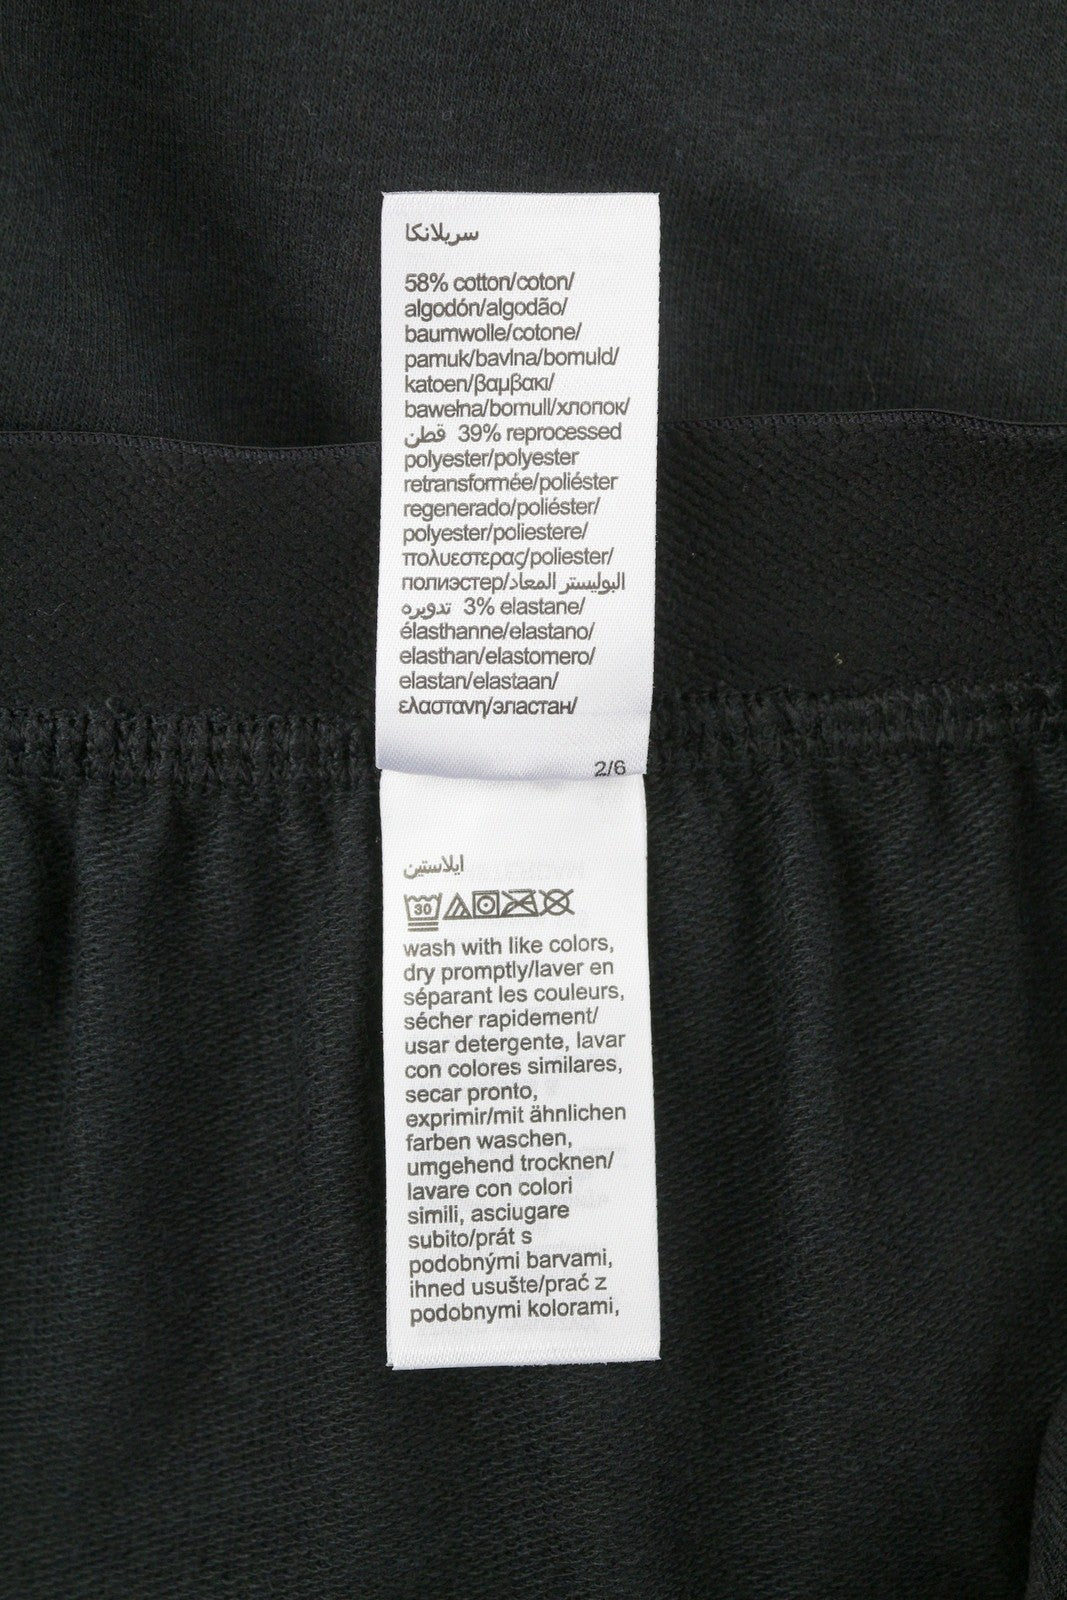 سريلانكا
58% cotton/coton/
algodón/algodão/
baumwolle/cotone/
pamuk/bavlna/bomuld/
katoen/βαμβακι/
bawełna/bomull/хлопок/
قطن 39% reprocessed
polyester/polyester
retransformée/poliéster
regenerado/poliéster/
polyester/poliestere/
πολυεστερας/poliester/
полиэстер/البوليستر المعاد
تدويره 3% elastane/
élasthanne/elastano/
elasthan/elastomero/
elastan/elastaan/
ελαστανη/эластан/
2/6
ايلاستين
30
wash with like colors,
dry promptly/laver en
séparant les couleurs,
sécher rapidement/
usar detergente, lavar
con colores similares,
secar pronto,
exprimir/mit ähnlichen
farben waschen,
umgehend trocknen/
lavare con colori
simili, asciugare
subito/prát s
podobnými barvami,
ihned usušte/prać z
podobnymi kolorami,